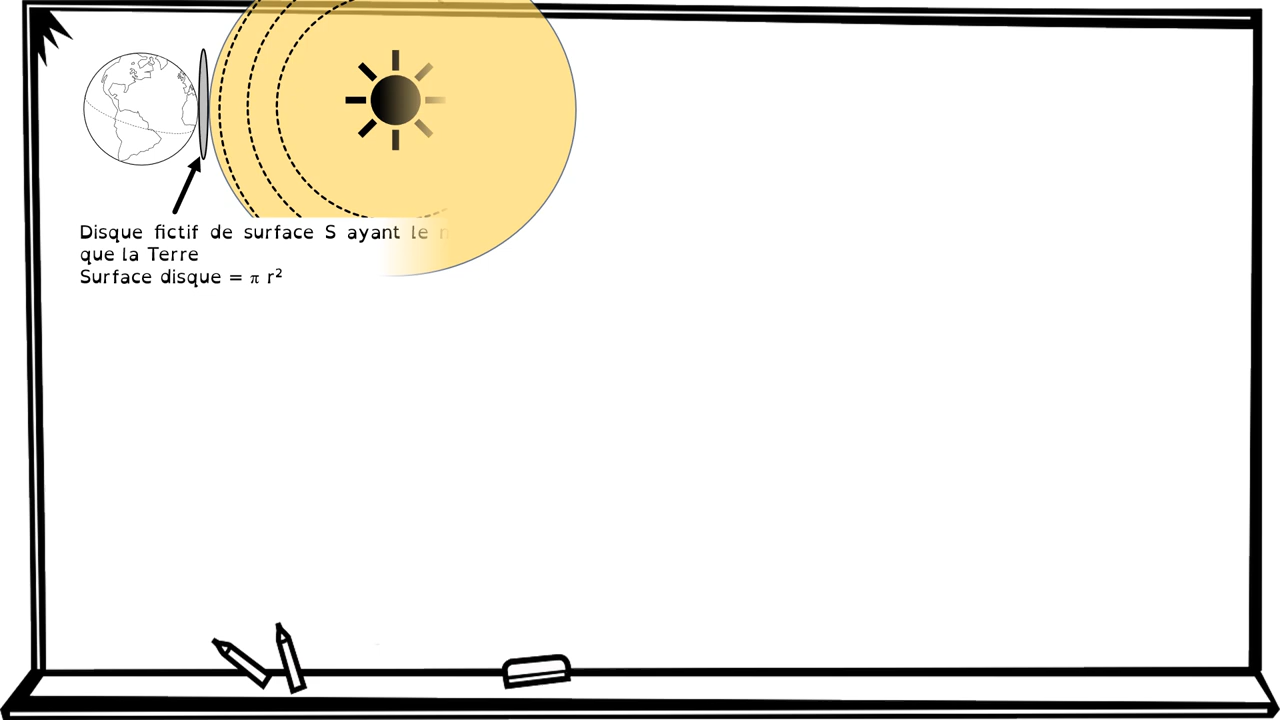 Disque fictif de surface S ayant le
que la Terre
Surface disque = π r²